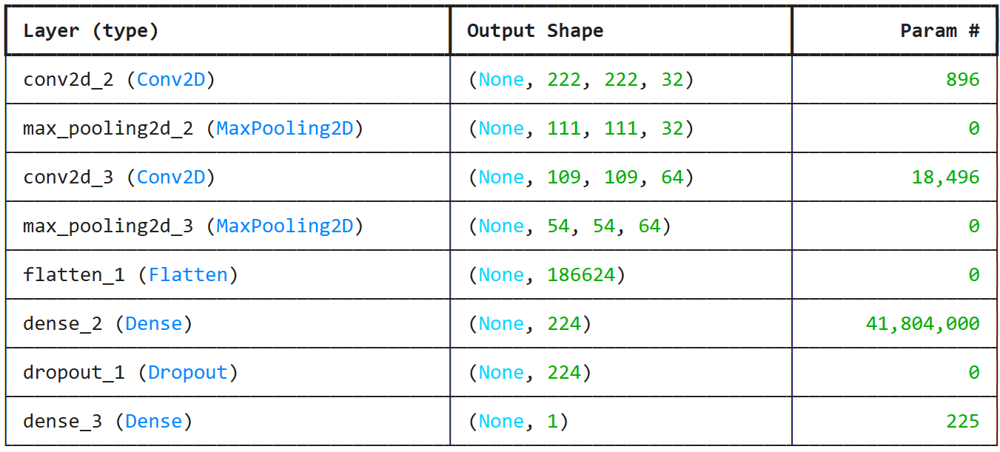 Layer (type) Output Shape Param #
conv2d_2 (Conv2D) (None, 222, 222, 32) 896
max_pooling2d_2 (MaxPooling2D) (None, 111, 111, 32) 0
conv2d_3 (Conv2D) (None, 109, 109, 64) 18,496
max_pooling2d_3 (MaxPooling2D) (None, 54, 54, 64) 0
flatten_1 (Flatten) (None, 186624) 0
dense_2 (Dense) (None, 224) 41,804,000
dropout_1 (Dropout) (None, 224) 0
dense_3 (Dense) (None, 1) 225